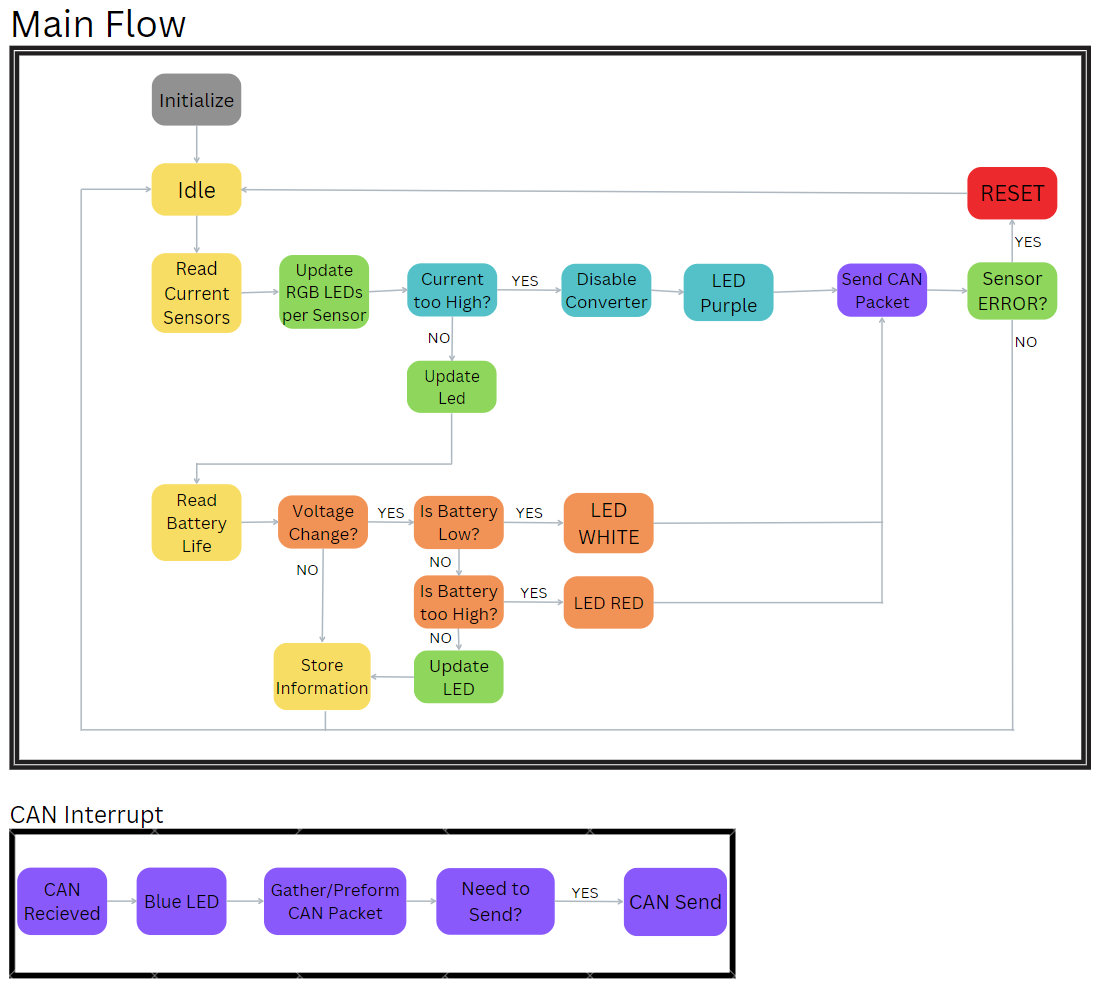 Main Flow
Initialize
Idle
RESET
YES
Read
Current
Sensors
Update
RGB LEDs
per Sensor
Current
too High?
YES
Disable
Converter
LED
Purple
Send CAN
Packet
Sensor
ERROR?
NO
NO
Update
Led
Read
Battery
Life
Voltage
Change?
YES
Is Battery
Low?
YES
LED
WHITE
NO
NO
Is Battery
too High?
YES
LED RED
NO
Store
Information
Update
LED
CAN Interrupt
CAN
Recieved
Blue LED
Gather/Preform
CAN Packet
Need to
Send?
YES
CAN Send